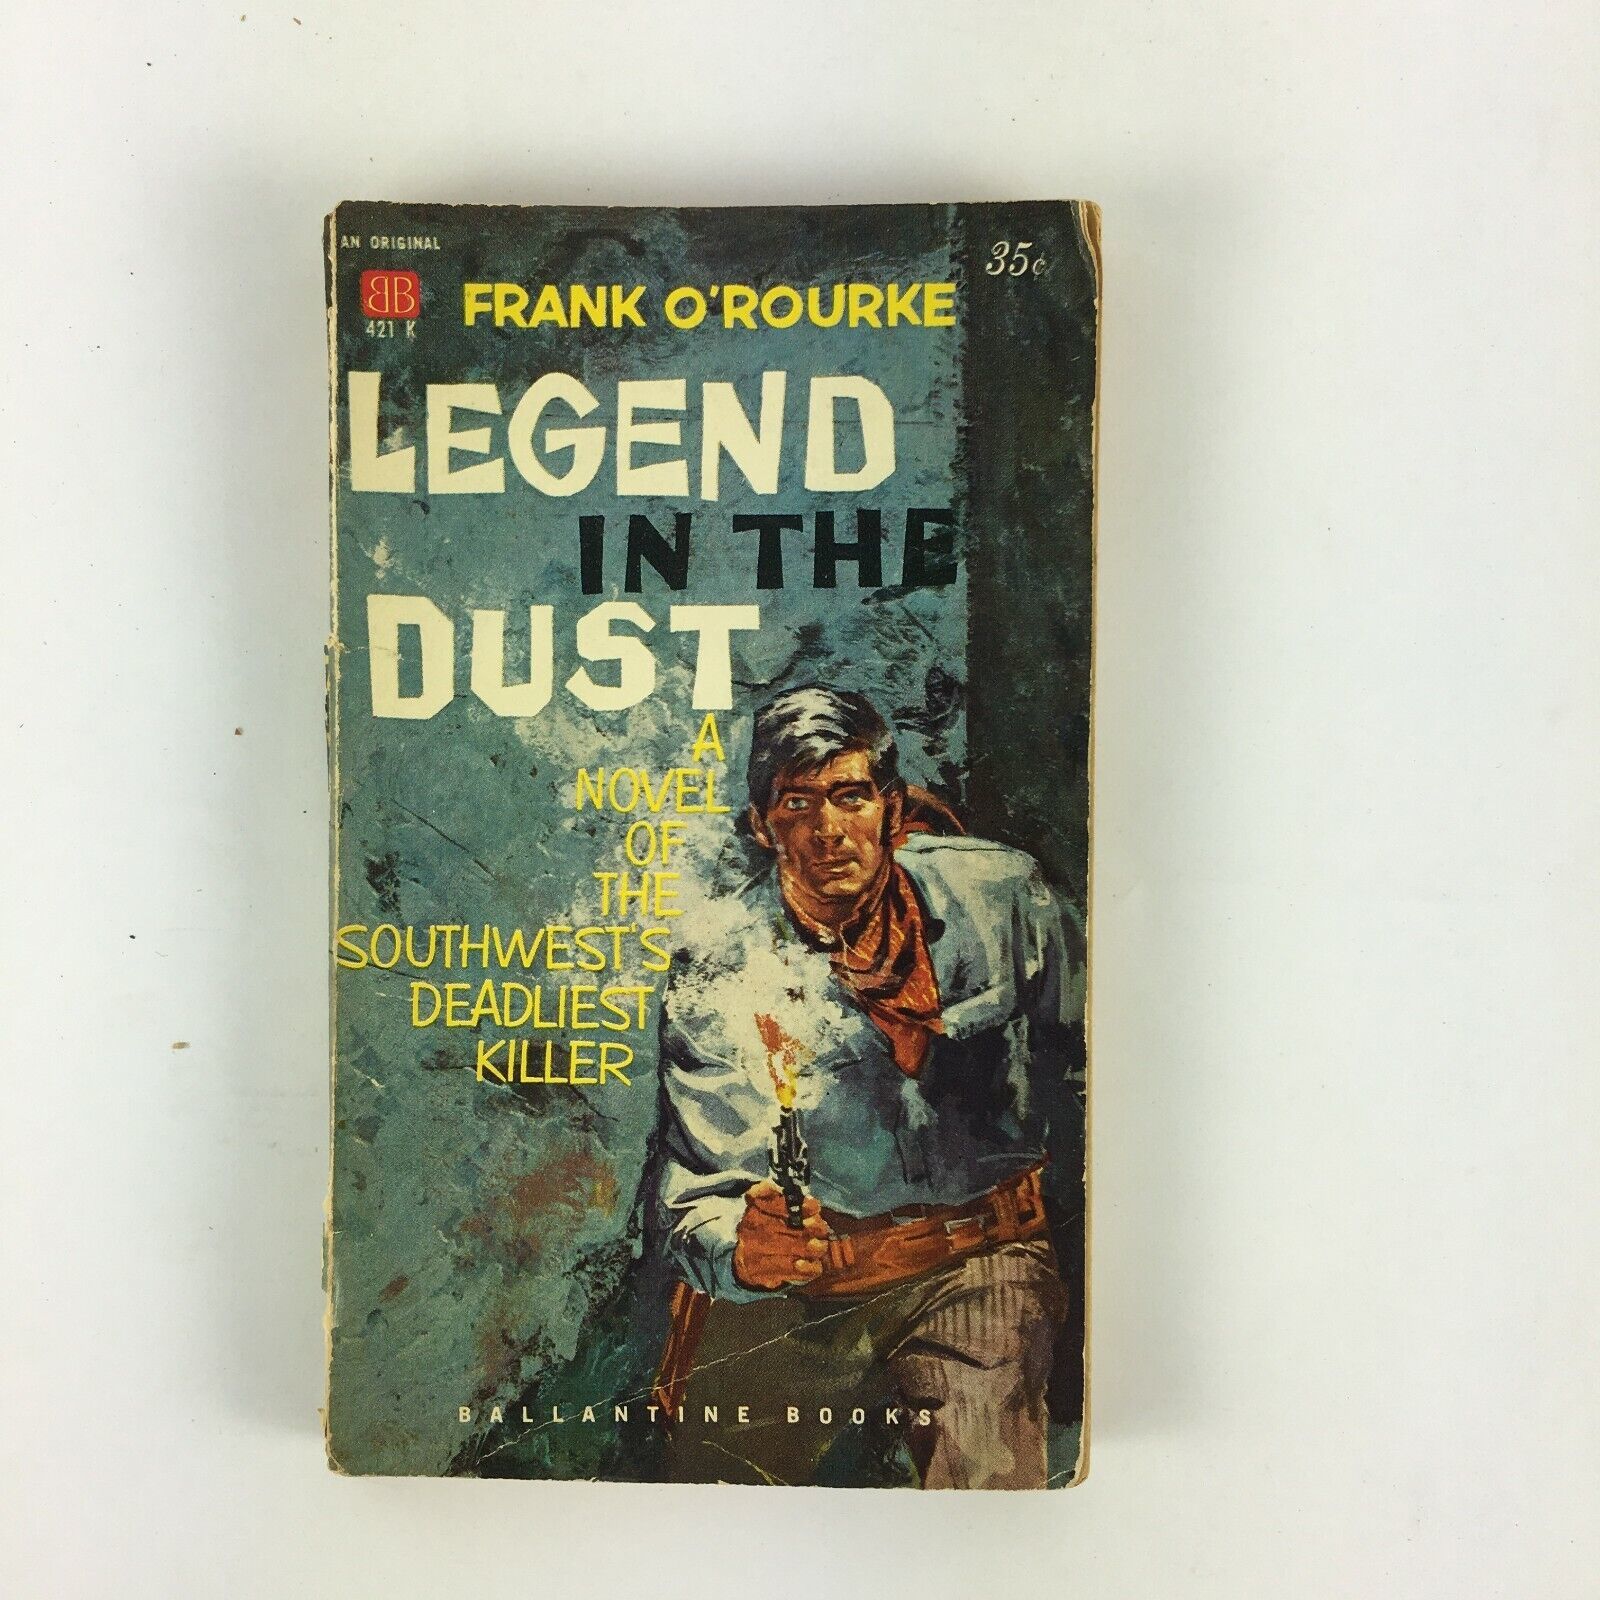 AN ORIGINAL
35¢
BB
421 K
FRANK O'ROURKE
LEGEND
IN THE
DUST
A
NOVEL
OF
THE
SOUTHWEST'S
DEADLIEST
KILLER
BALLANTINE BOOKS